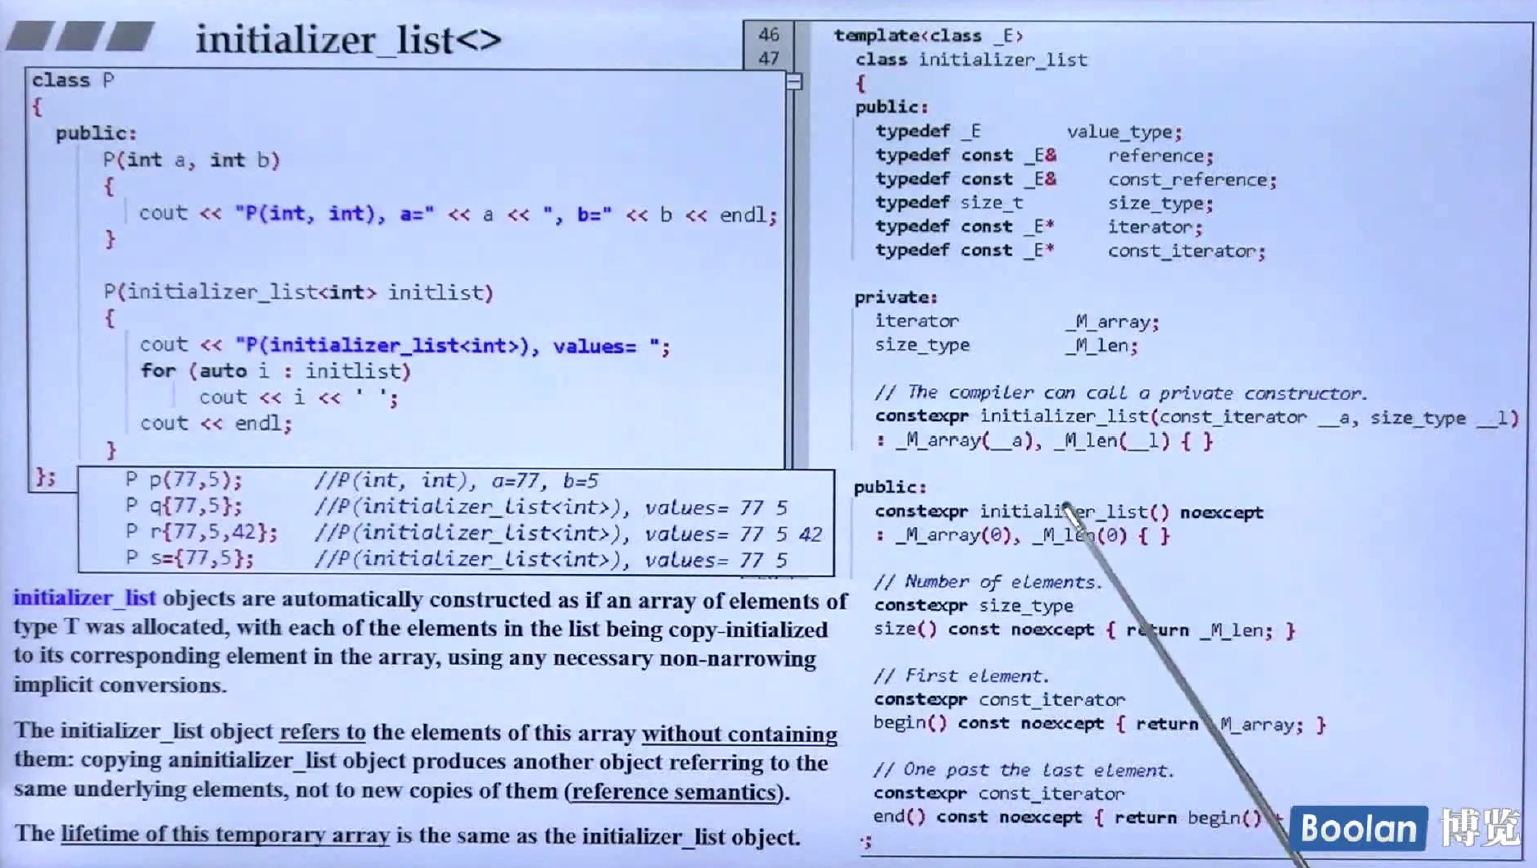 initializer_list<>
class P
{
public:
P(int a, int b)
{
cout << "P(int, int), a=" << a << ", b=" << b << endl;
}
P(initializer_list<int> initlist)
{
cout << "P(initializer_list<int>), values= ";
for (auto i : initlist)
cout << i << ' ';
cout << endl;
}
};
P p(77,5); //P(int, int), a=77, b=5
P q{77,5}; //P(initializer_list<int>), values= 77 5
P r{77,5,42}; //P(initializer_list<int>), values= 77 5 42
P s={77,5}; //P(initializer_list<int>), values= 77 5
initializer_list objects are automatically constructed as if an array of elements of
type T was allocated, with each of the elements in the list being copy-initialized
to its corresponding element in the array, using any necessary non-narrowing
implicit conversions.
The initializer_list object refers to the elements of this array without containing
them: copying aninitializer_list object produces another object referring to the
same underlying elements, not to new copies of them (reference semantics).
The lifetime of this temporary array is the same as the initializer_list object.
46 template<class _E>
47 class initializer_list
{
public:
typedef _E value_type;
typedef const _E& reference;
typedef const _E& const_reference;
typedef size_t size_type;
typedef const _E* iterator;
typedef const _E* const_iterator;
private:
iterator _M_array;
size_type _M_len;
// The compiler can call a private constructor.
constexpr initializer_list(const_iterator __a, size_type __l)
: _M_array(__a), _M_len(__l) { }
public:
constexpr initializer_list() noexcept
: _M_array(0), _M_len(0) { }
// Number of elements.
constexpr size_type
size() const noexcept { return _M_len; }
// First element.
constexpr const_iterator
begin() const noexcept { return _M_array; }
// One past the last element.
constexpr const_iterator
end() const noexcept { return begin() +
;
Boolan 博览